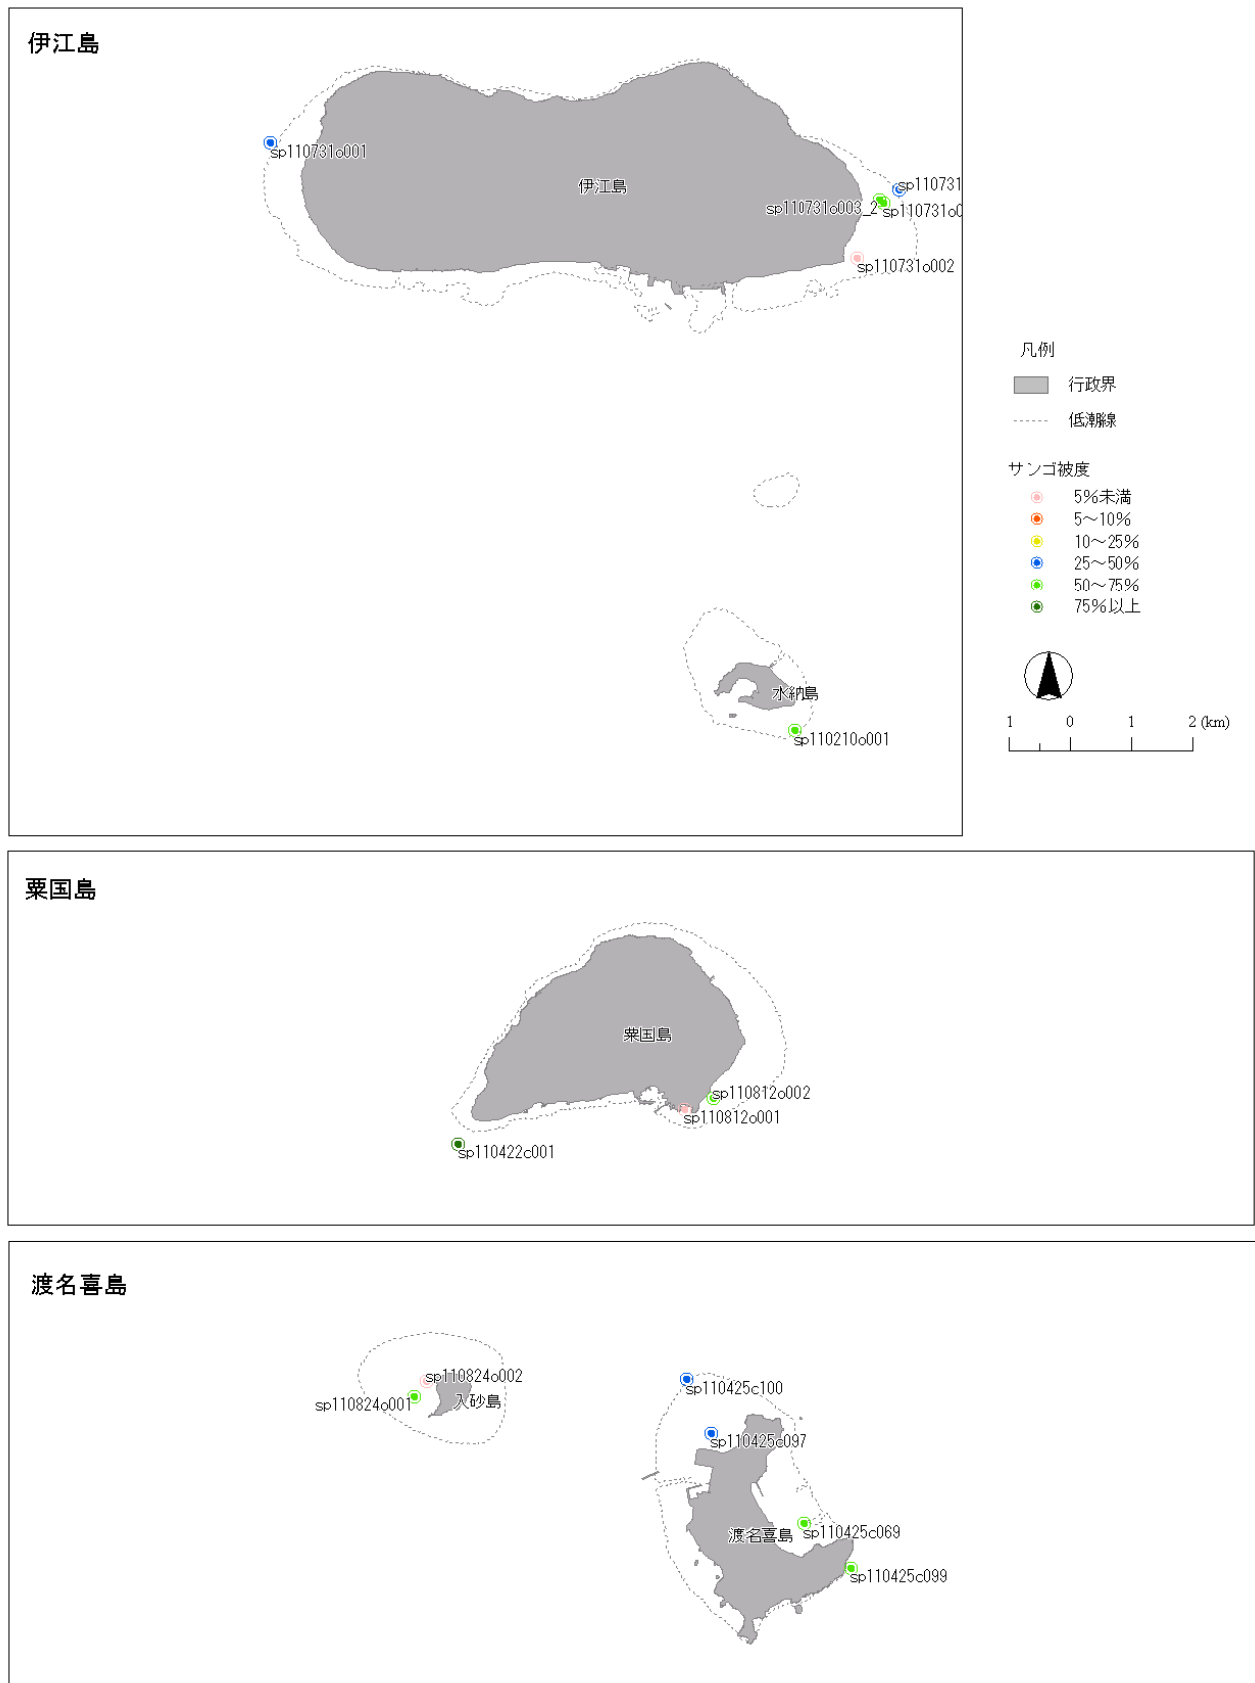 伊江島
sp110731o001
伊江島
sp110731
sp110731o003_2
sp110731o0
sp110731o002
凡例
行政界
低潮線
サンゴ被度
5%未満
5～10%
10～25%
25～50%
50～75%
75%以上
水納島
sp110210o001
1 0 1 2 (km)
粟国島
粟国島
sp110812o002
sp110812o001
sp110422c001
渡名喜島
sp110824o002
入砂島
sp110824o001
sp110425c100
sp110425c097
渡名喜島
sp110425c069
sp110425c099